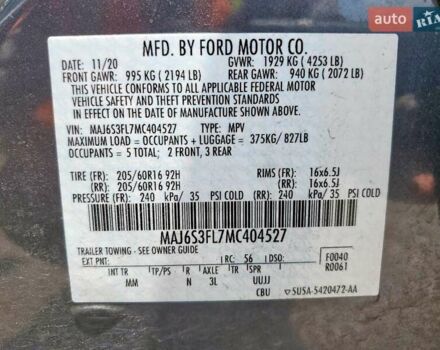 auto RIA.com
MFD. BY FORD MOTOR CO.
DATE: 11/20 GVWR: 1929 KG ( 4253 LB)
FRONT GAWR: 995 KG ( 2194 LB) REAR GAWR: 940 KG ( 2072 LB)
THIS VEHICLE CONFORMS TO ALL APPLICABLE FEDERAL MOTOR
VEHICLE SAFETY AND THEFT PREVENTION STANDARDS
IN EFFECT ON THE DATE OF MANUFACTURE SHOWN ABOVE.
VIN: MAJ6S3FL7MC404527 TYPE: MPV
MAXIMUM LOAD = OCCUPANTS + LUGGAGE = 375KG/ 827LB
OCCUPANTS = 5 TOTAL; 2 FRONT, 3 REAR
TIRE (FR): 205/60R16 92H RIMS (FR): 16x6.5J
(RR): 205/60R16 92H (RR): 16x6.5J
PRESSURE (FR) 240 kPa/ 35 PSI COLD (RR): 240 kPa/ 35 PSI COLD
MAJ6S3FL7MC404527
TRAILER TOWING - SEE OWNER GUIDE
EXT PNT: RC: 56 DSO: F0040
R0061
INT TR TP/PS R AXLE TR SPR
MM N 3L UUJJ
CBU 5USA-5420472-AA